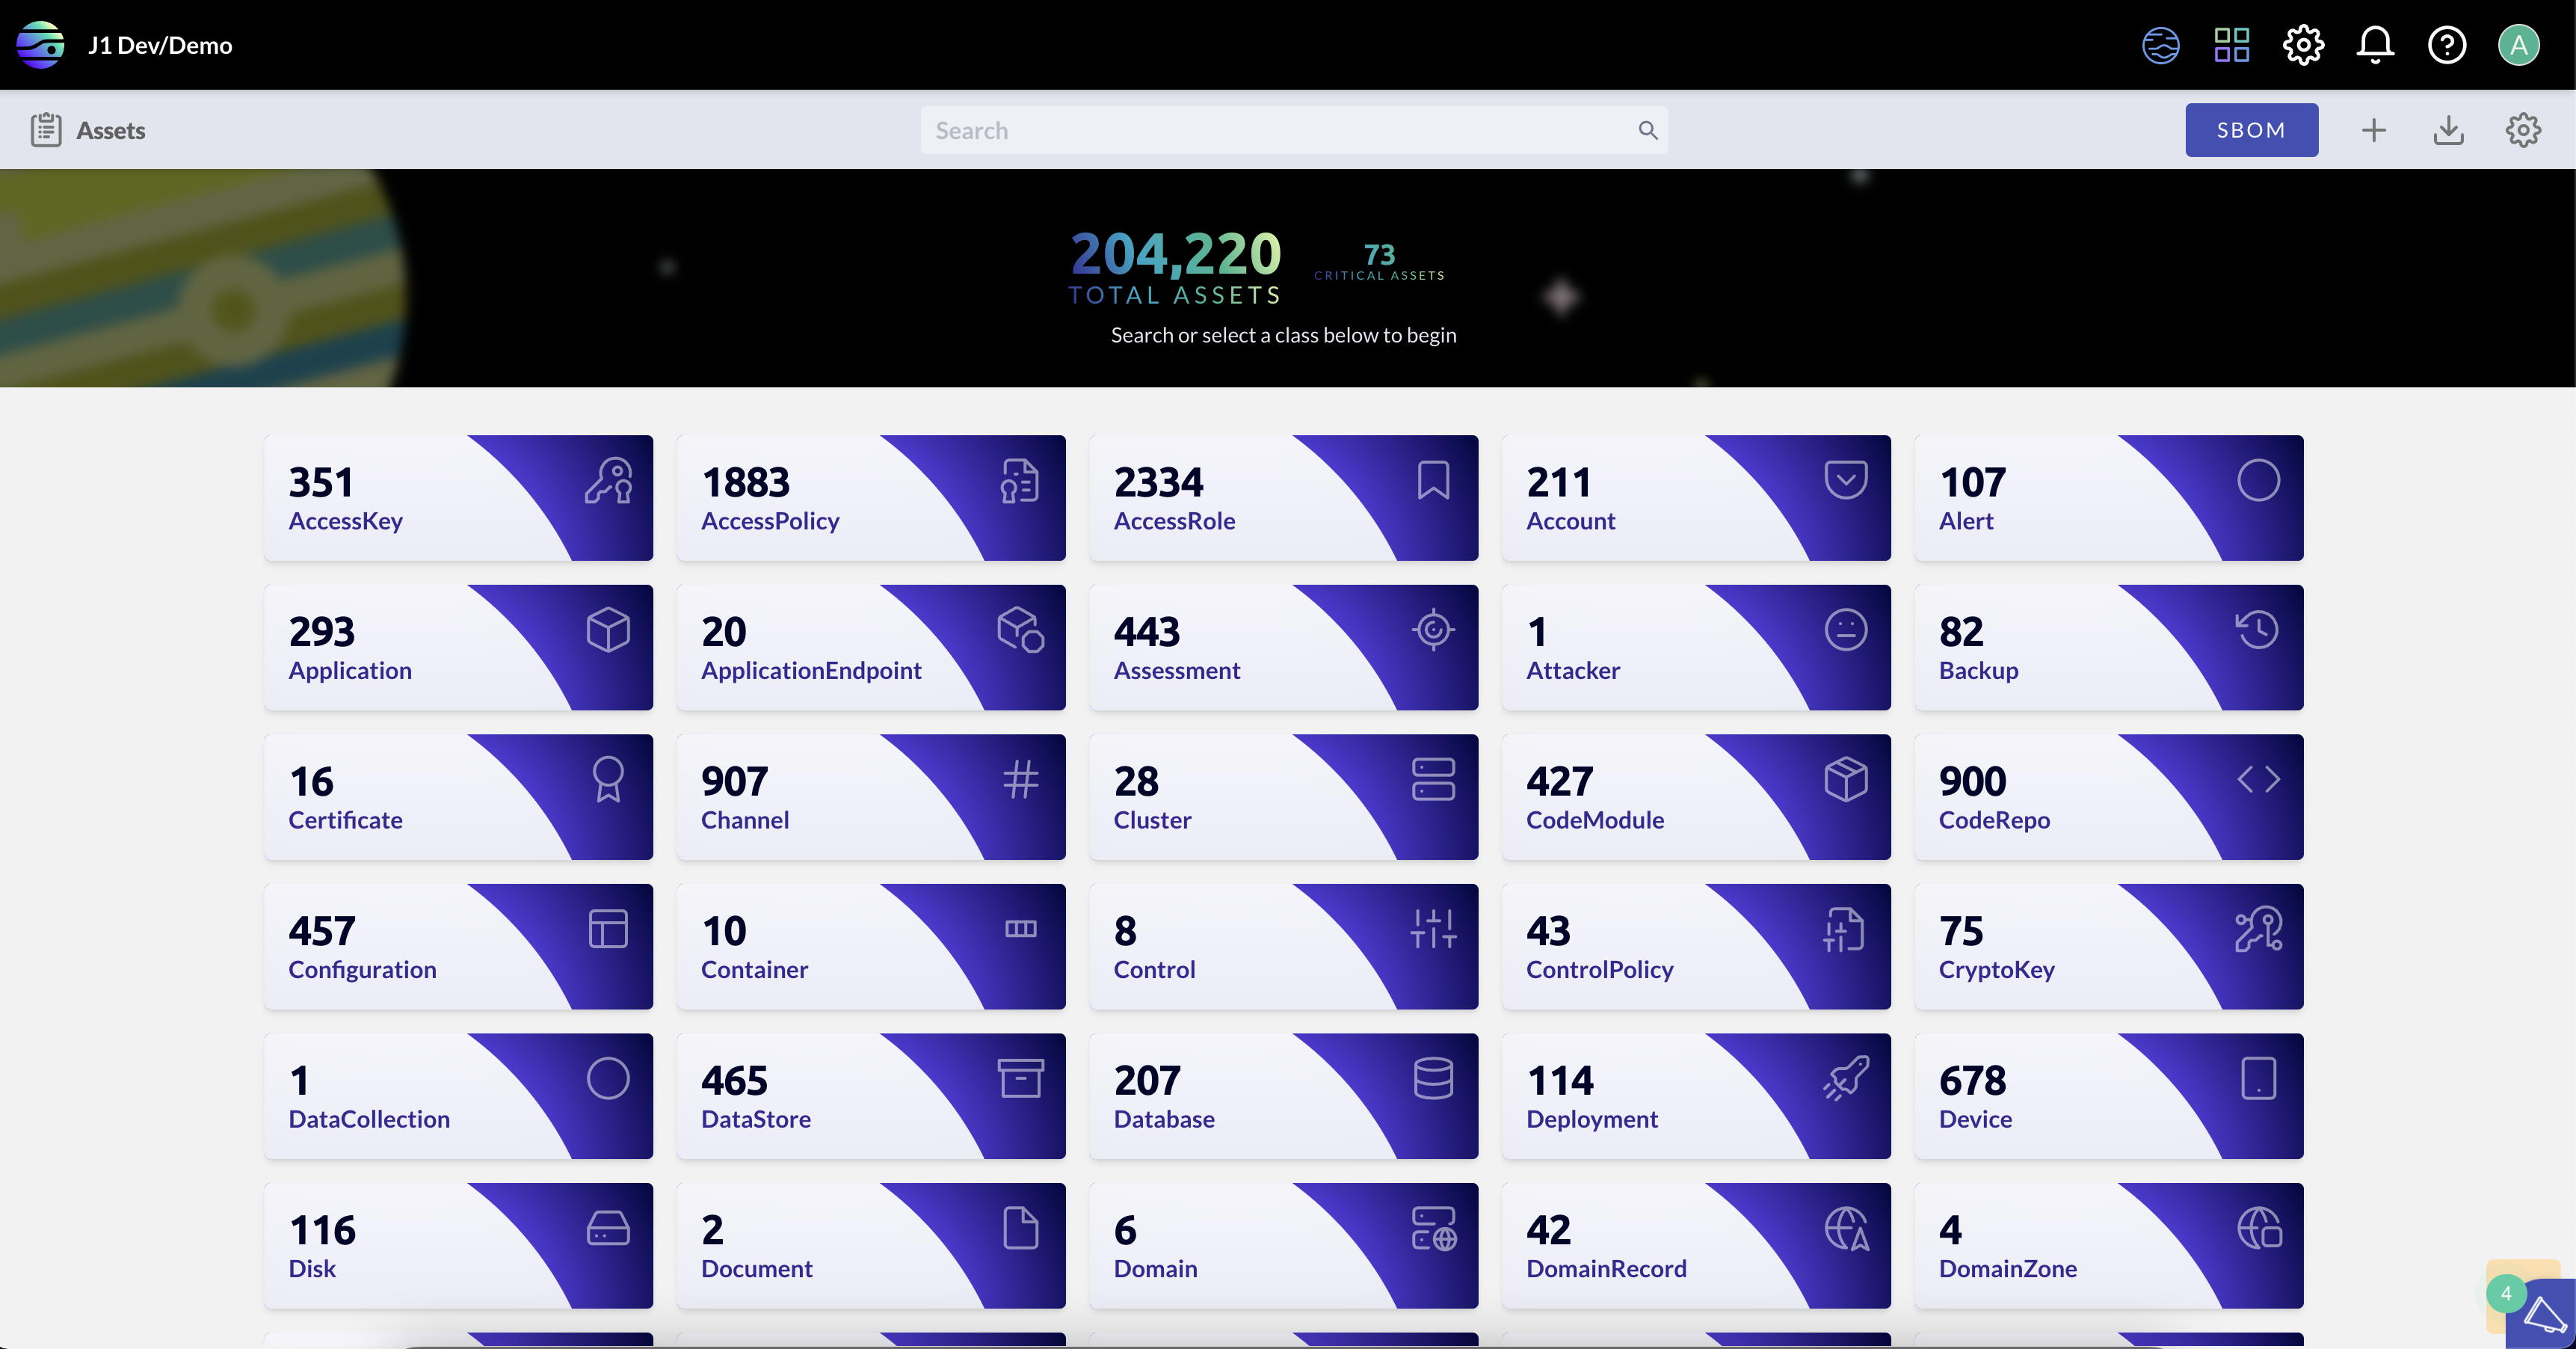 J1 Dev/Demo
A
Assets
Search
SBOM
204,220
TOTAL ASSETS
73
CRITICAL ASSETS
Search or select a class below to begin
351
AccessKey
1883
AccessPolicy
2334
AccessRole
211
Account
107
Alert
293
Application
20
ApplicationEndpoint
443
Assessment
1
Attacker
82
Backup
16
Certificate
907
Channel
28
Cluster
427
CodeModule
900
CodeRepo
457
Configuration
10
Container
8
Control
43
ControlPolicy
75
CryptoKey
1
DataCollection
465
DataStore
207
Database
114
Deployment
678
Device
116
Disk
2
Document
6
Domain
42
DomainRecord
4
DomainZone
4